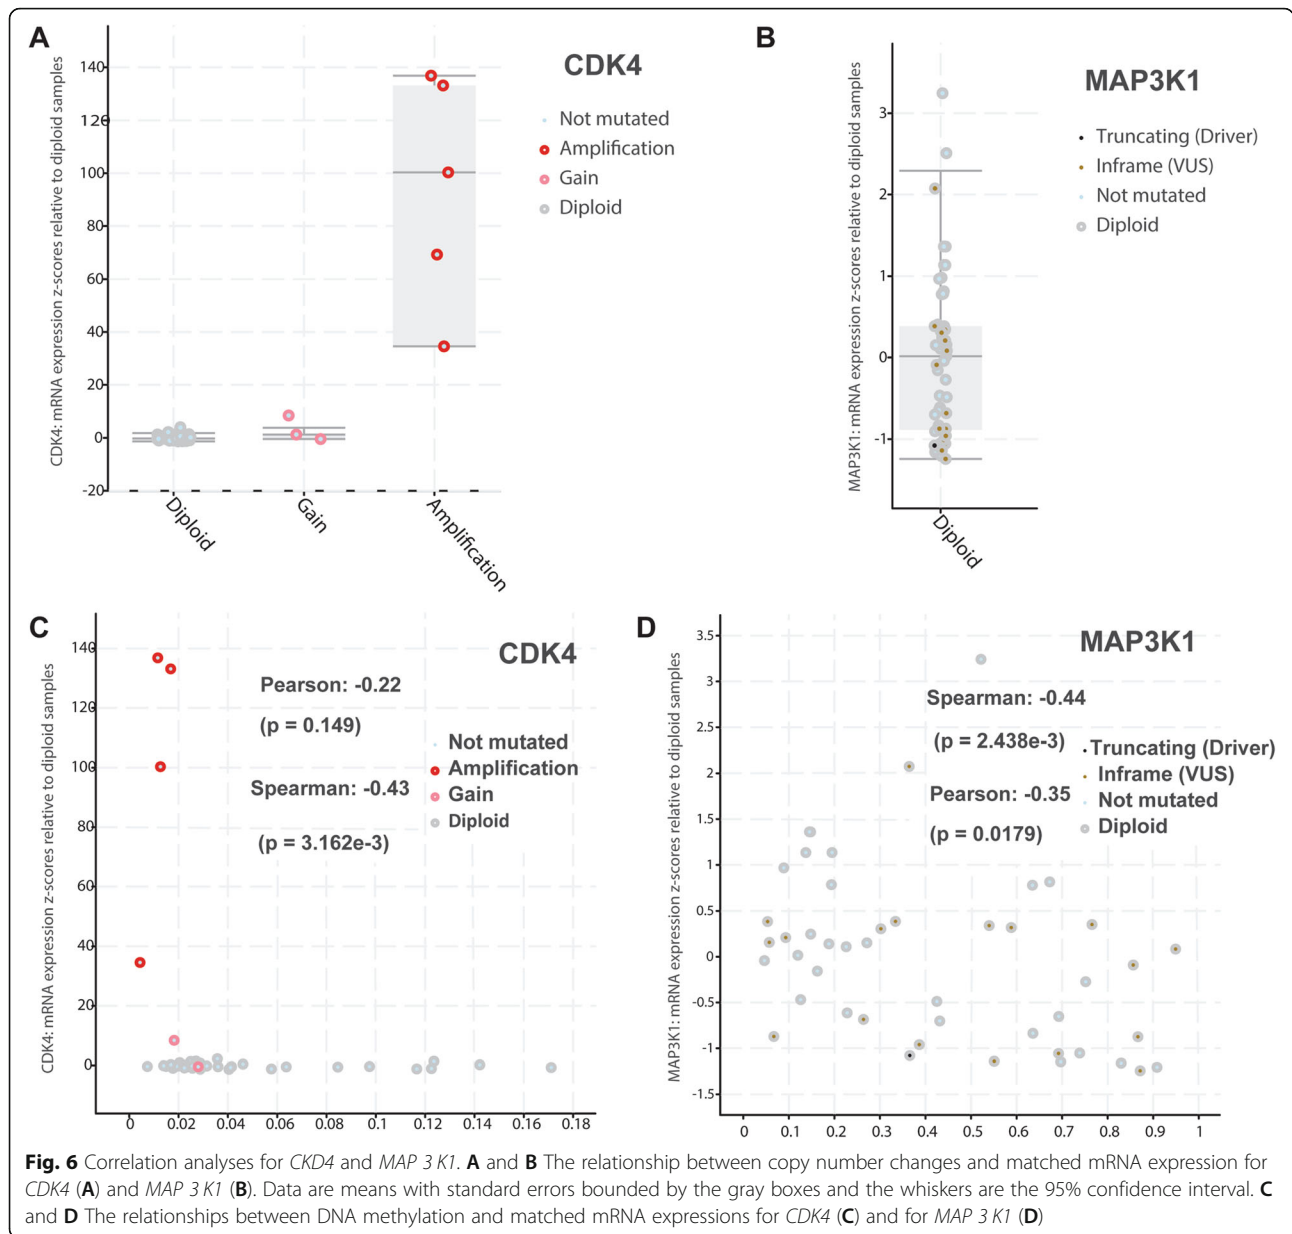 A
CDK4
CDK4: mRNA expression z-scores relative to diploid samples
140
120
100
80
60
40
20
0
-20
Diploid
Gain
Amplification
Not mutated
Amplification
Gain
Diploid
B
MAP3K1
MAP3K1: mRNA expression z-scores relative to diploid samples
3
2
1
0
-1
Diploid
Truncating (Driver)
Inframe (VUS)
Not mutated
Diploid
C
CDK4
CDK4: mRNA expression z-scores relative to diploid samples
140
120
100
80
60
40
20
0
Pearson: -0.22
(p = 0.149)
Spearman: -0.43
(p = 3.162e-3)
Not mutated
Amplification
Gain
Diploid
0 0.02 0.04 0.06 0.08 0.10 0.12 0.14 0.16 0.18
D
MAP3K1
MAP3K1: mRNA expression z-scores relative to diploid samples
3.5
3
2.5
2
1.5
1
0.5
0
-0.5
-1
-1.5
Spearman: -0.44
(p = 2.438e-3)
Pearson: -0.35
(p = 0.0179)
Truncating (Driver)
Inframe (VUS)
Not mutated
Diploid
0 0.1 0.2 0.3 0.4 0.5 0.6 0.7 0.8 0.9 1
Fig. 6 Correlation analyses for CKD4 and MAP 3 K1. A and B The relationship between copy number changes and matched mRNA expression for
CDK4 (A) and MAP 3 K1 (B). Data are means with standard errors bounded by the gray boxes and the whiskers are the 95% confidence interval. C
and D The relationships between DNA methylation and matched mRNA expressions for CDK4 (C) and for MAP 3 K1 (D)